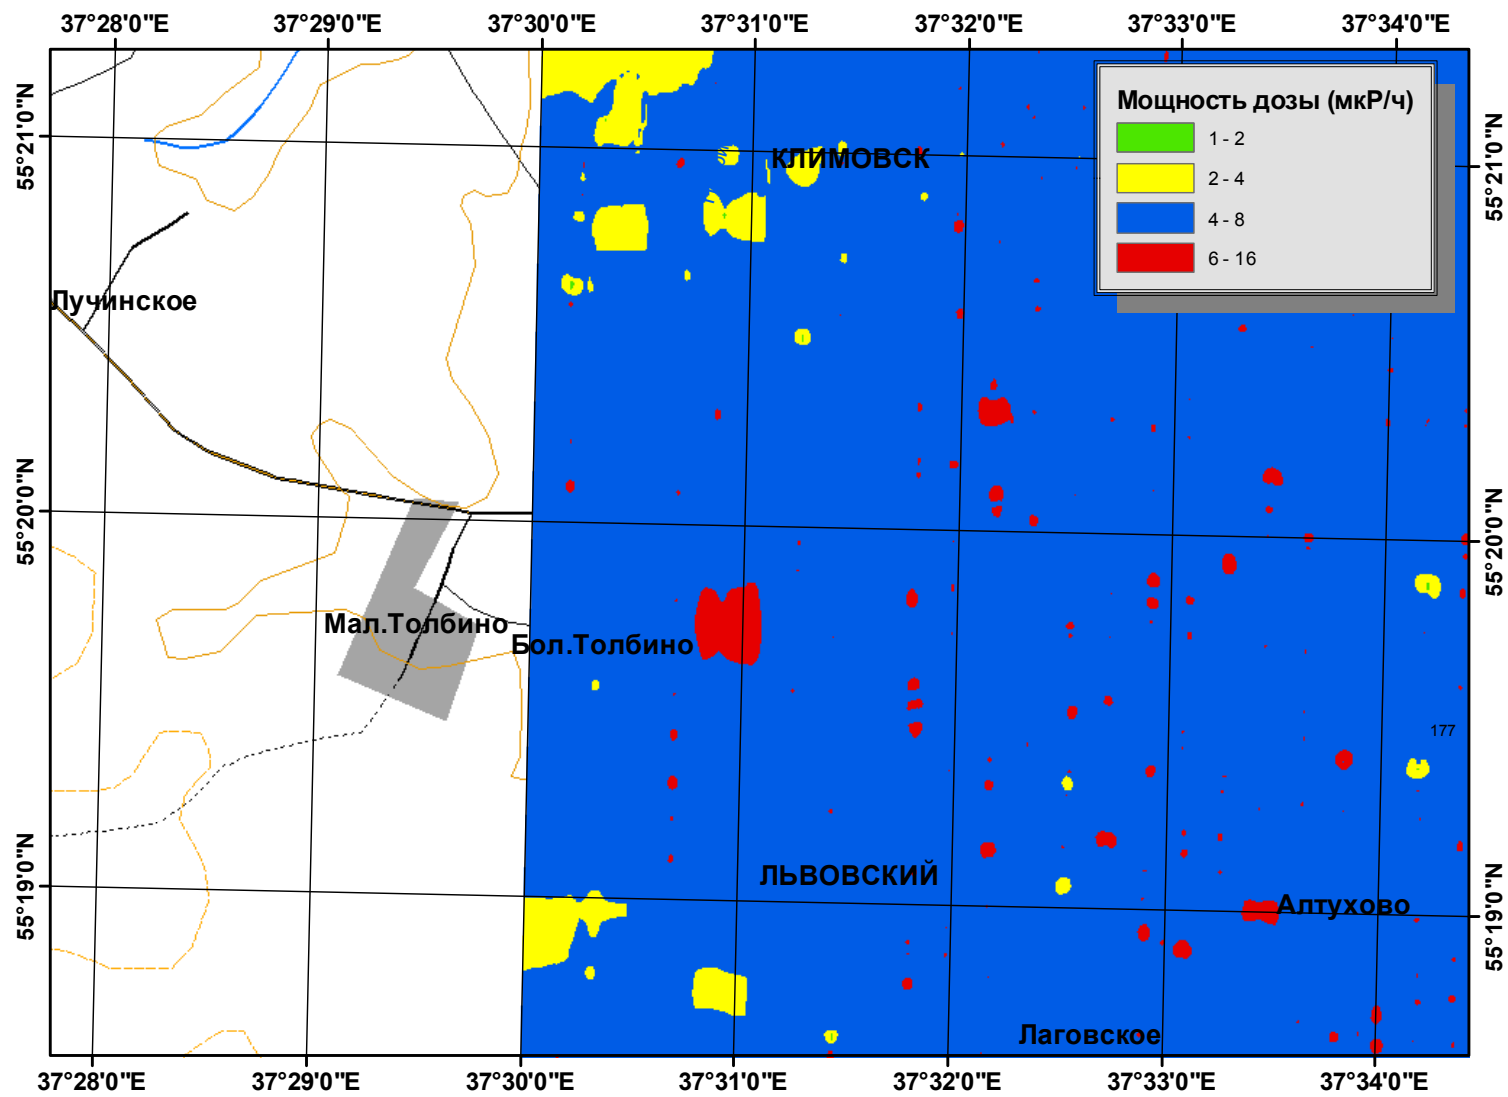 37°28'0"E 37°29'0"E 37°30'0"E 37°31'0"E 37°32'0"E 37°33'0"E 37°34'0"E
55°21'0"N
55°21'0"N
Мощность дозы (мкР/ч)
1 - 2
2 - 4
4 - 8
6 - 16
КЛИМОВСК
Лучинское
55°20'0"N
55°20'0"N
Мал.Толбино
Бол.Толбино
177
ЛЬВОВСКИЙ
Алтухово
55°19'0"N
55°19'0"N
Лаговское
37°28'0"E 37°29'0"E 37°30'0"E 37°31'0"E 37°32'0"E 37°33'0"E 37°34'0"E